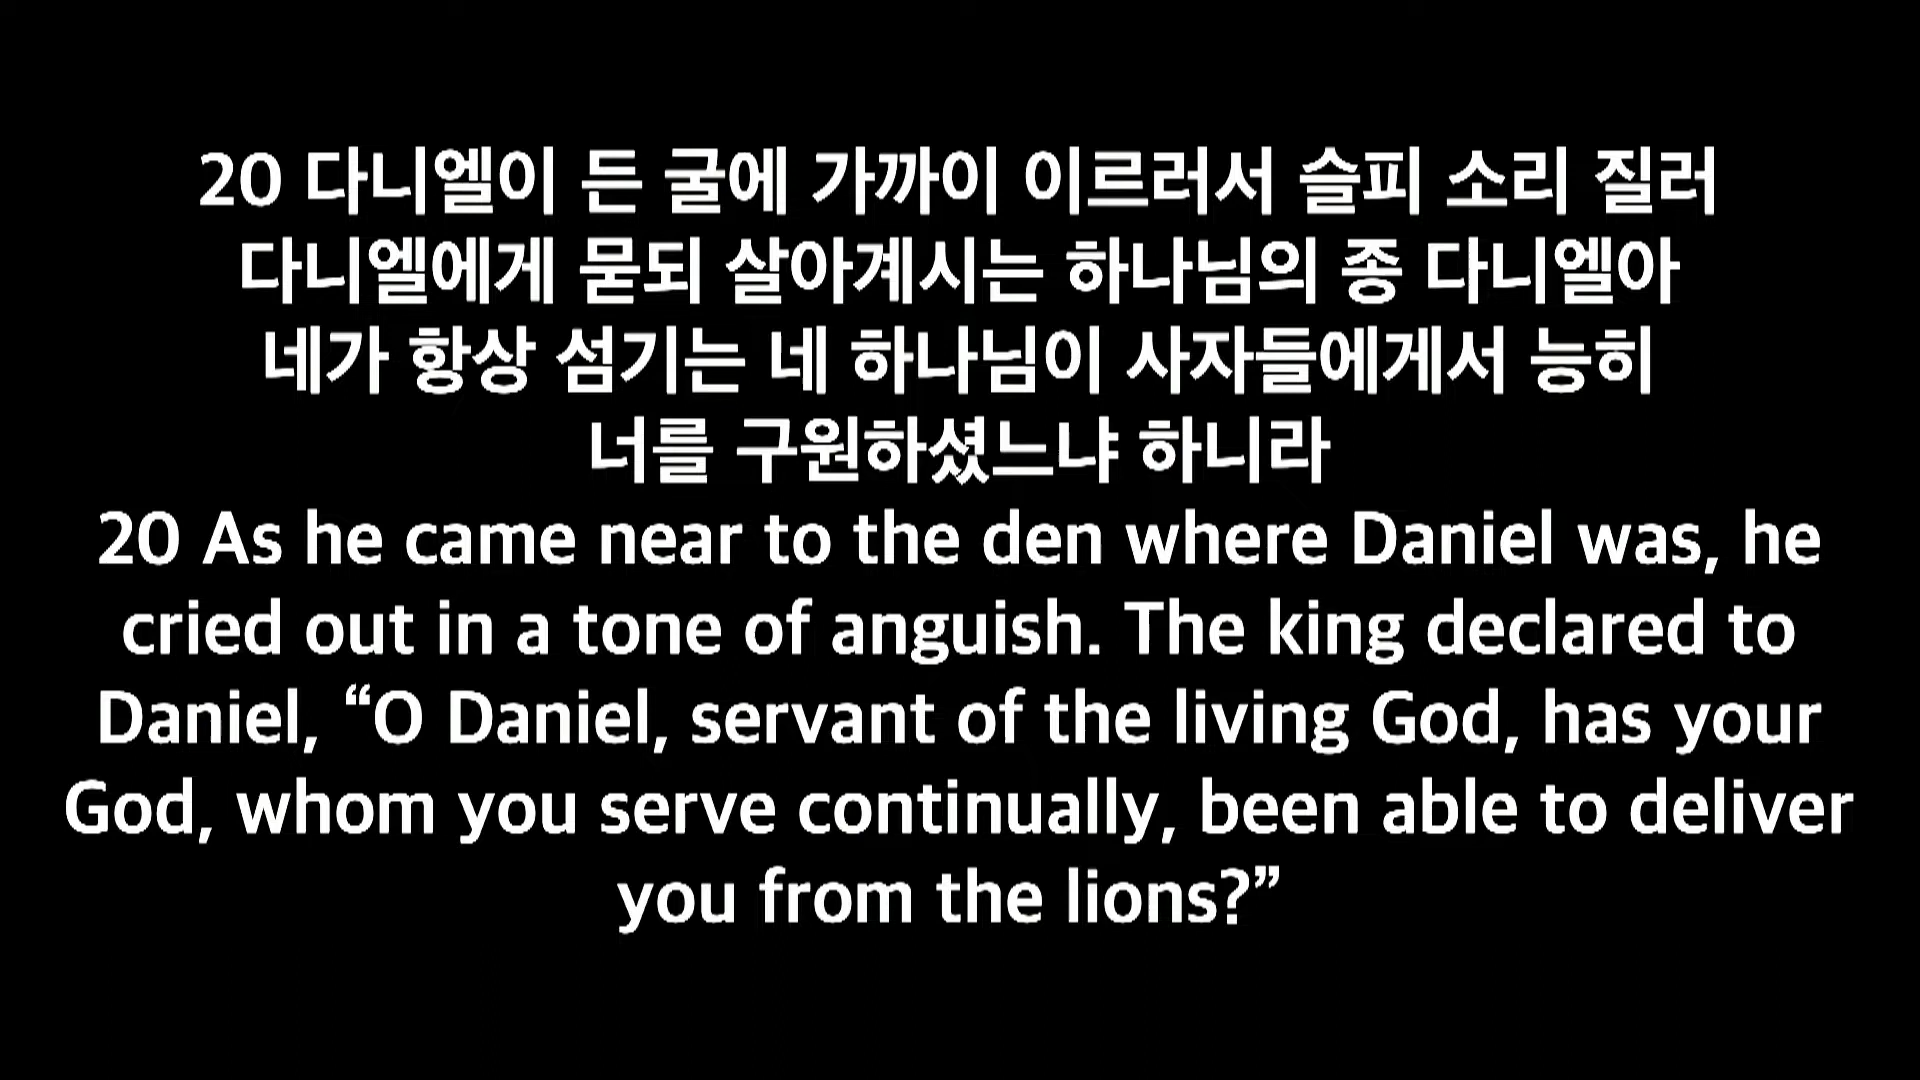 20 다니엘이 든 굴에 가까이 이르러서 슬피 소리 질러
다니엘에게 묻되 살아계시는 하나님의 종 다니엘아
네가 항상 섬기는 네 하나님이 사자들에게서 능히
너를 구원하셨느냐 하니라
20 As he came near to the den where Daniel was, he
cried out in a tone of anguish. The king declared to
Daniel, “O Daniel, servant of the living God, has your
God, whom you serve continually, been able to deliver
you from the lions?”